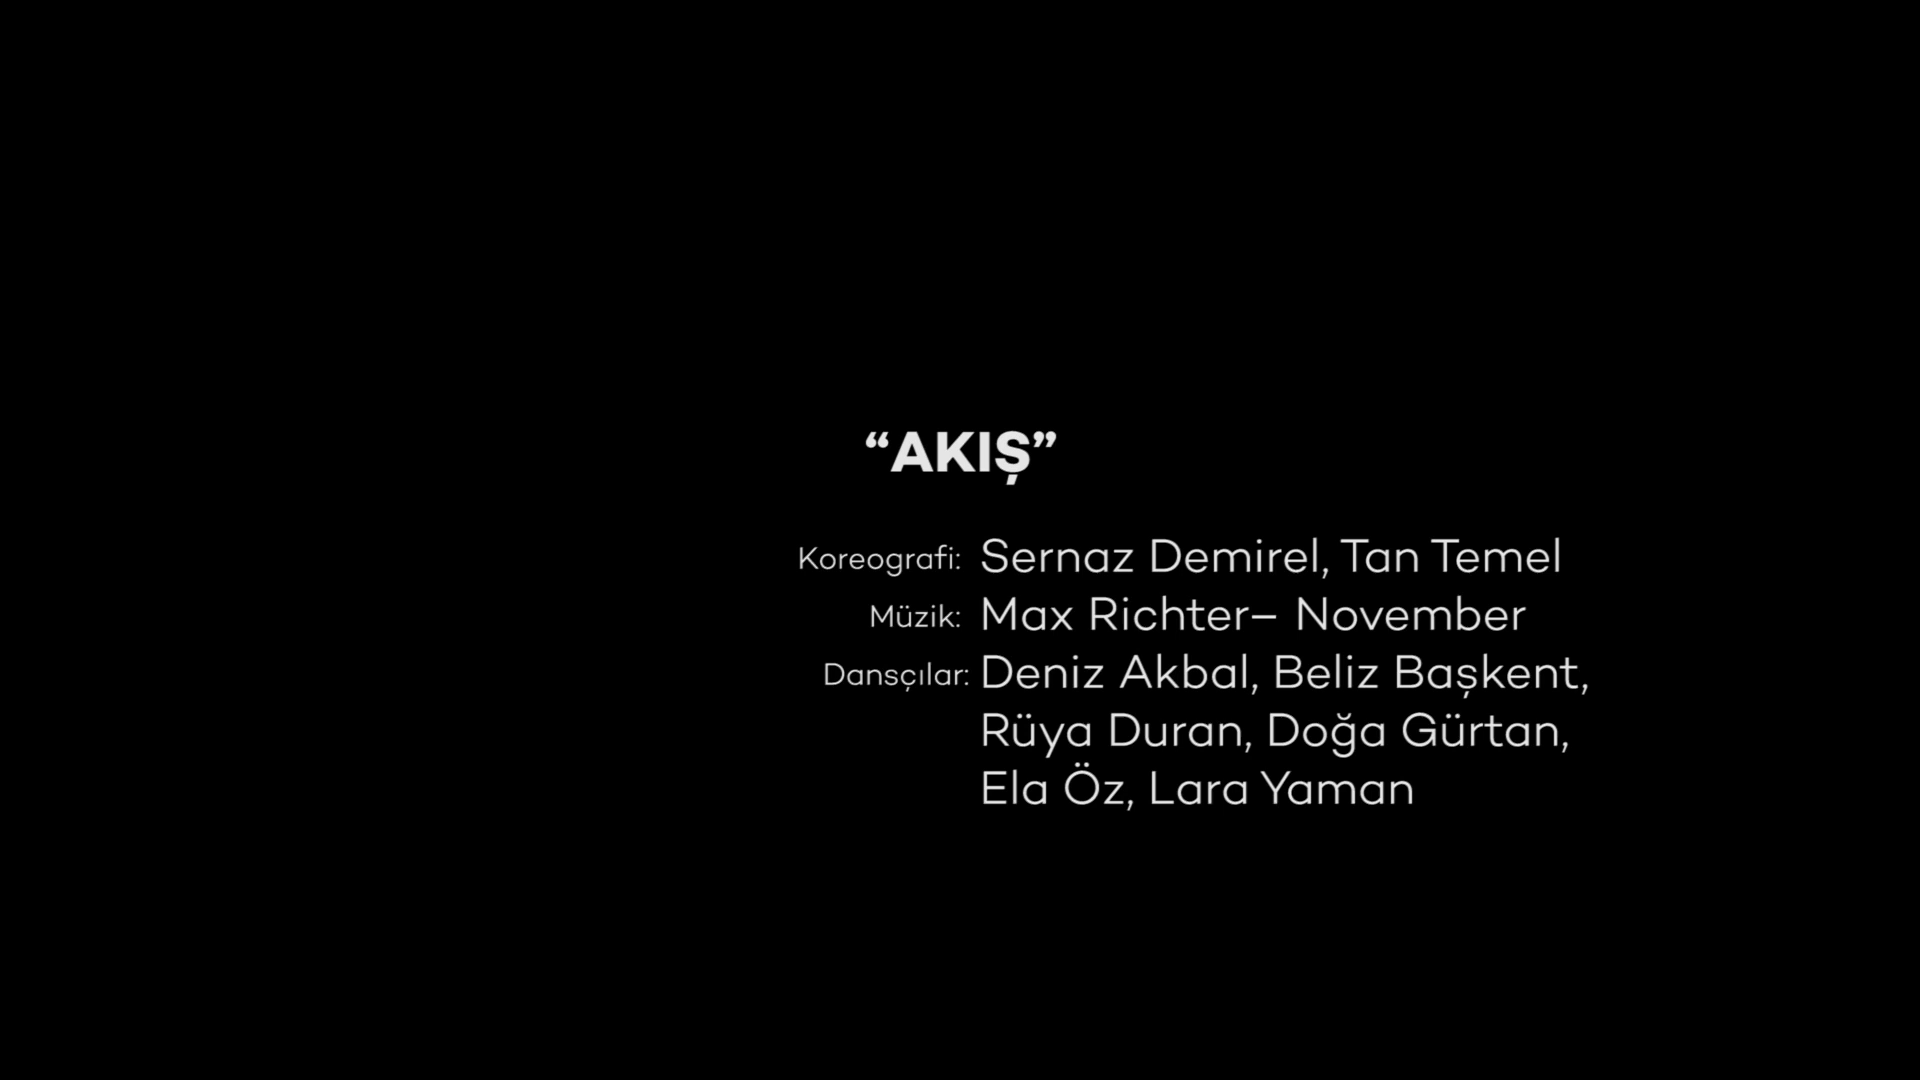 “AKIŞ”
Koreografi: Sernaz Demirel, Tan Temel
Müzik: Max Richter– November
Dansçılar: Deniz Akbal, Beliz Başkent,
Rüya Duran, Doğa Gürtan,
Ela Öz, Lara Yaman